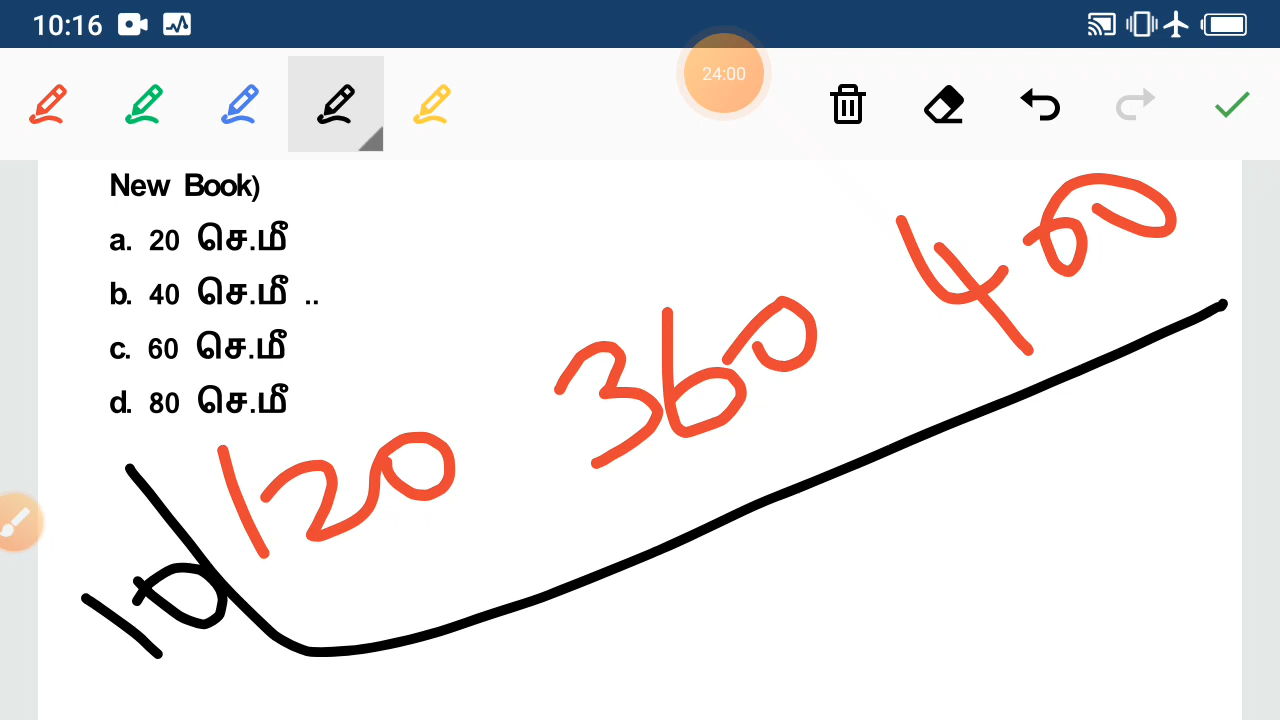 10:16
24:00
New Book)
a. 20 செ.மீ
b. 40 செ.மீ ..
c. 60 செ.மீ
d. 80 செ.மீ
10 120 360 400